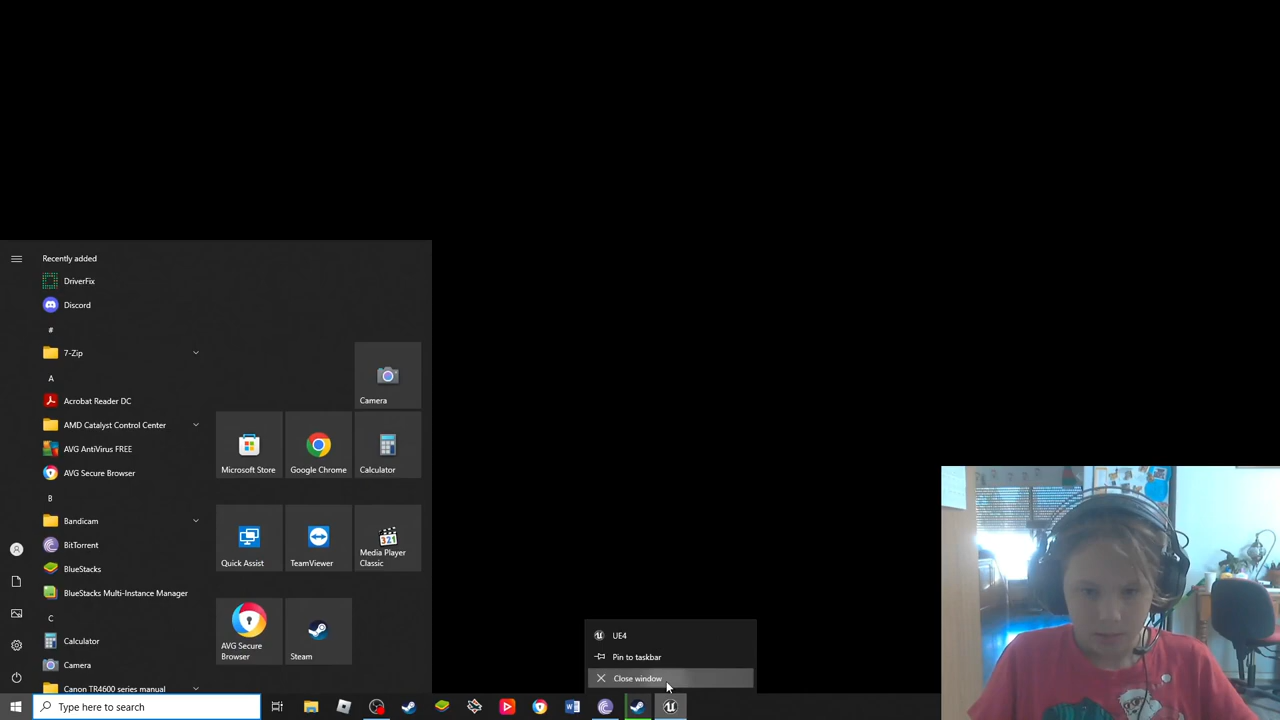 Recently added
DriverFix
Discord
#
7-Zip
A
Acrobat Reader DC
AMD Catalyst Control Center
AVG AntiVirus FREE
AVG Secure Browser
B
Bandicam
BitTorrent
BlueStacks
BlueStacks Multi-Instance Manager
C
Calculator
Camera
Canon TR4600 series manual
Camera
Microsoft Store
Google Chrome
Calculator
Quick Assist
TeamViewer
Media Player
Classic
AVG Secure
Browser
Steam
UE4
Pin to taskbar
Close window
Type here to search